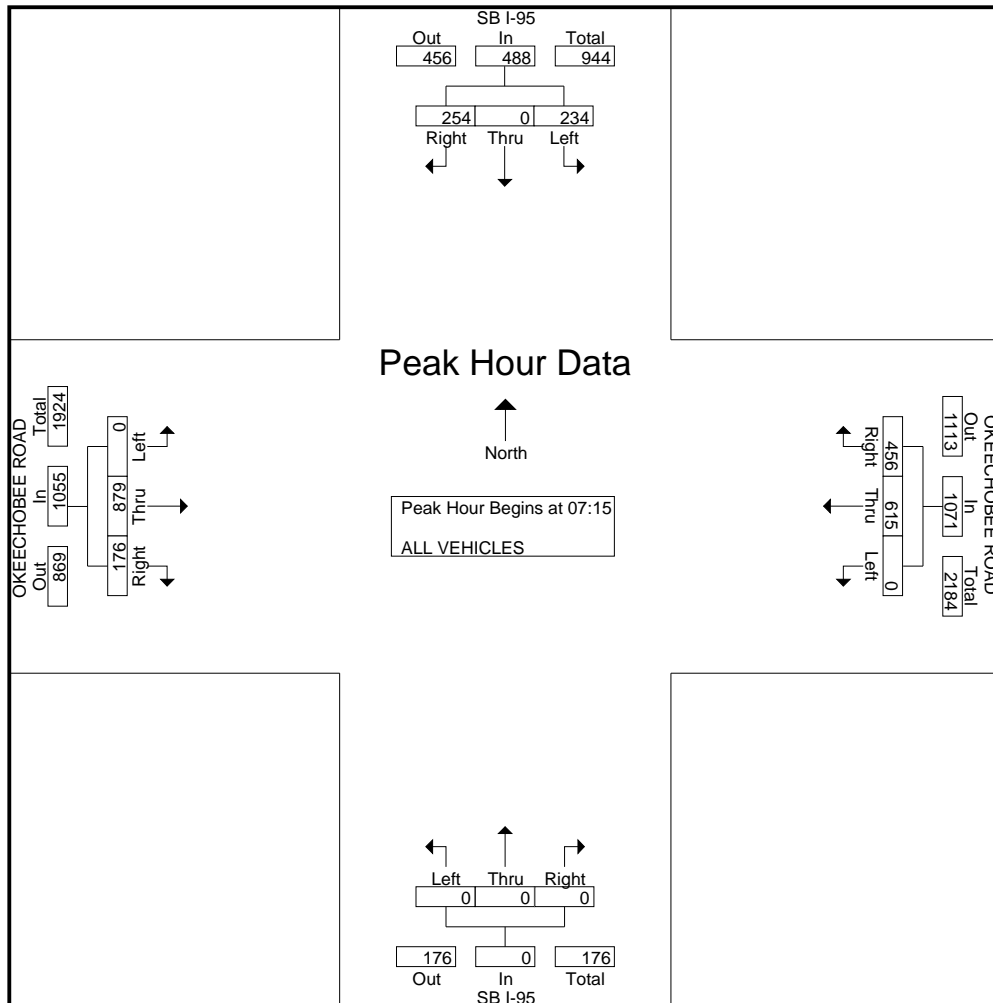 SB I-95
Out In Total
456 488 944
254 0 234
Right Thru Left
Peak Hour Data
North
Peak Hour Begins at 07:15
ALL VEHICLES
OKEECHOBEE ROAD
Total In Out
1924 1055 869
0 879 176
Left Thru Right
OKEECHOBEE ROAD
Out In Total
1113 1071 2184
456 615 0
Right Thru Left
Left Thru Right
0 0 0
176 0 176
Out In Total
SB I-95